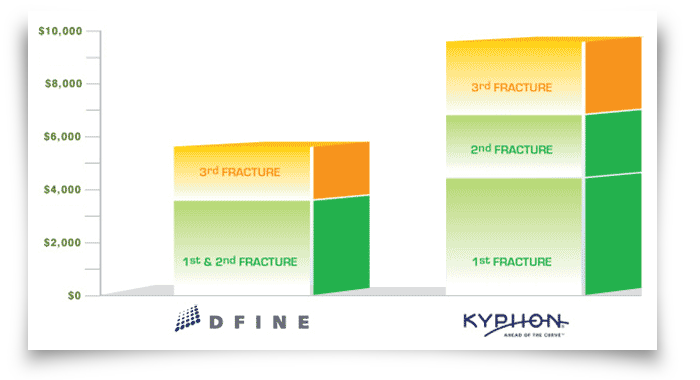 $10,000
$8,000
$6,000
$4,000
$2,000
$0
3rd FRACTURE
1st & 2nd FRACTURE
3rd FRACTURE
2nd FRACTURE
1st FRACTURE
DFINE
KYPHON
AHEAD OF THE CURVE™